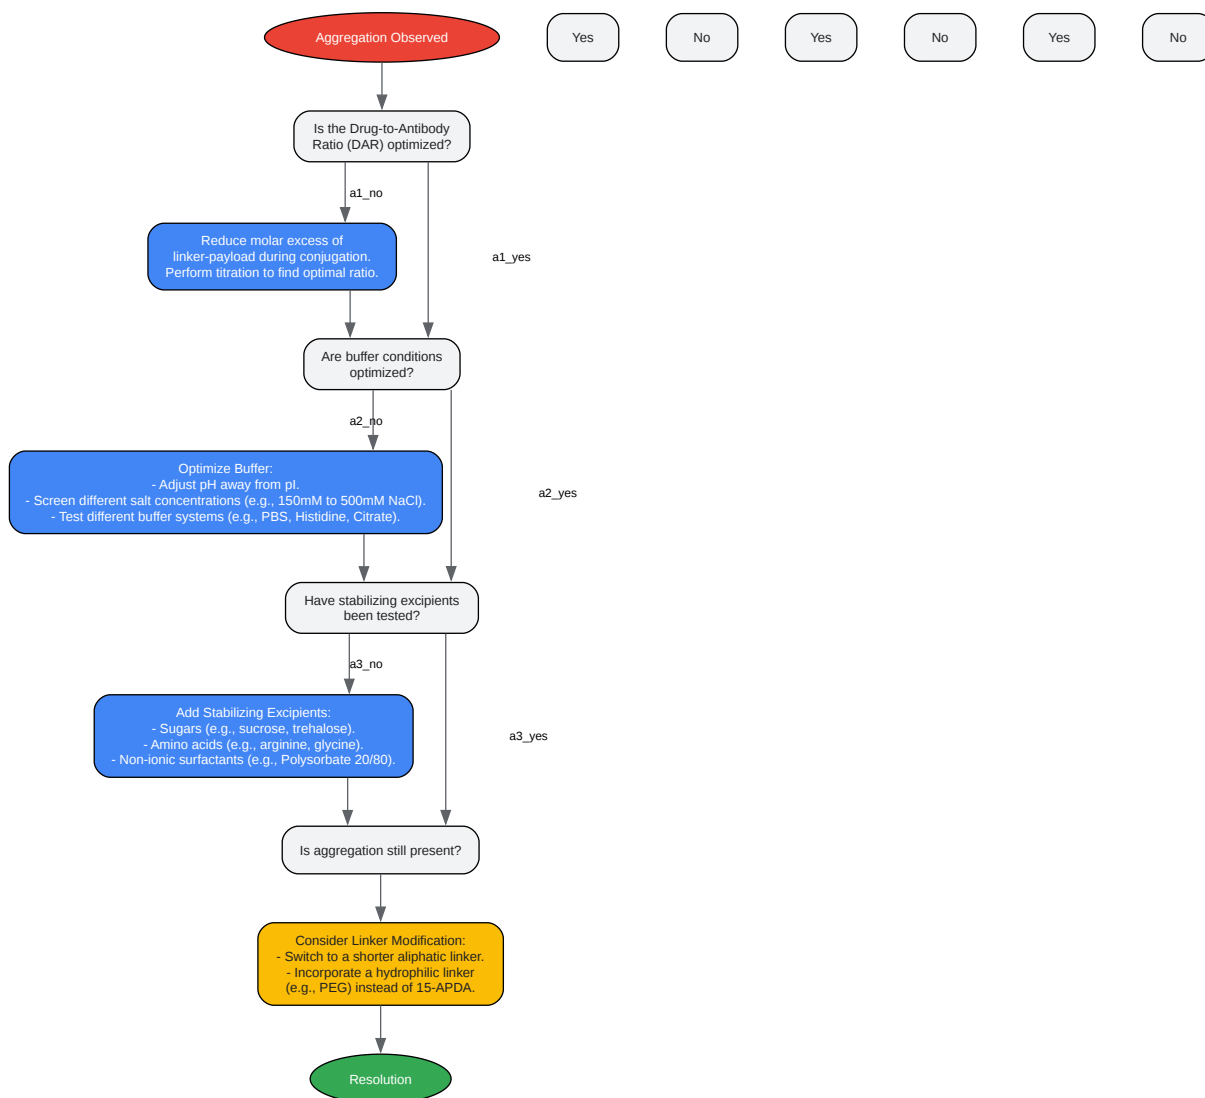 Aggregation Observed
Yes
No
Yes
No
Yes
No
Is the Drug-to-Antibody
Ratio (DAR) optimized?
a1_no
Reduce molar excess of
linker-payload during conjugation.
Perform titration to find optimal ratio.
a1_yes
Are buffer conditions
optimized?
a2_no
Optimize Buffer:
- Adjust pH away from pI.
- Screen different salt concentrations (e.g., 150mM to 500mM NaCl).
- Test different buffer systems (e.g., PBS, Histidine, Citrate).
a2_yes
Have stabilizing excipients
been tested?
a3_no
Add Stabilizing Excipients:
- Sugars (e.g., sucrose, trehalose).
- Amino acids (e.g., arginine, glycine).
- Non-ionic surfactants (e.g., Polysorbate 20/80).
a3_yes
Is aggregation still present?
Consider Linker Modification:
- Switch to a shorter aliphatic linker.
- Incorporate a hydrophilic linker
(e.g., PEG) instead of 15-APDA.
Resolution